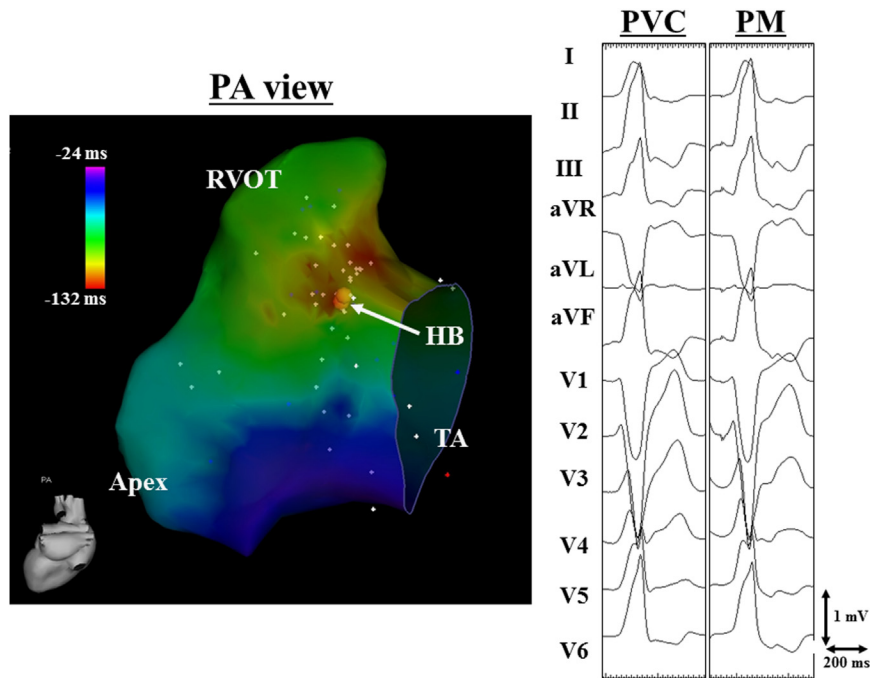 PA view
-24 ms
-132 ms
RVOT
HB
TA
Apex
PA
PVC
PM
I
II
III
aVR
aVL
aVF
V1
V2
V3
V4
V5
V6
1 mV
200 ms